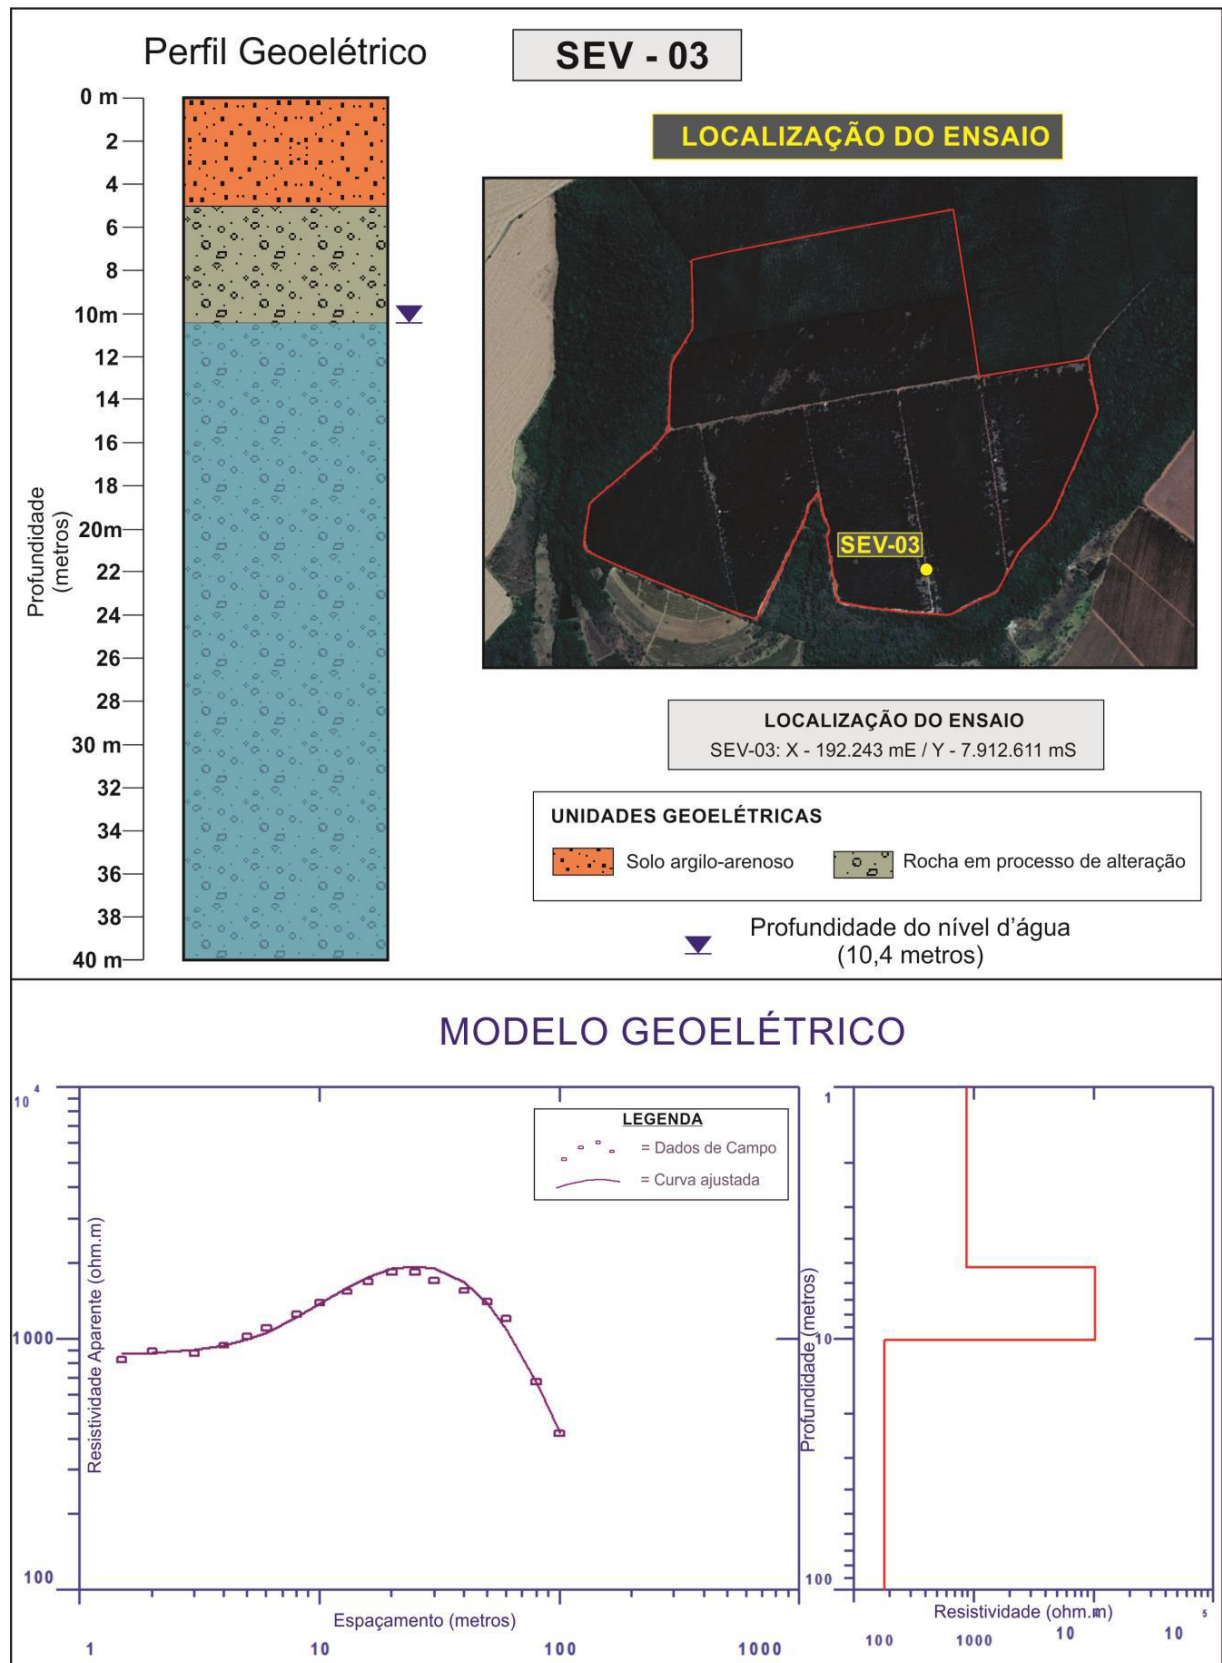 Perfil Geoelétrico
SEV - 03
0 m
2
4
6
8
10m
12
14
16
18
20m
22
24
26
28
30 m
32
34
36
38
40 m
Profundidade
(metros)
LOCALIZAÇÃO DO ENSAIO
SEV-03
LOCALIZAÇÃO DO ENSAIO
SEV-03: X - 192.243 mE / Y - 7.912.611 mS
UNIDADES GEOELÉTRICAS
Solo argilo-arenoso
Rocha em processo de alteração
Profundidade do nível d'água
(10,4 metros)
MODELO GEOELÉTRICO
10 4
1000
100
Resistividade Aparente (ohm.m)
LEGENDA
= Dados de Campo
= Curva ajustada
Espaçamento (metros)
1
10
100
1000
1
10
100
Profundidade (metros)
Resistividade (ohm.m)
100
1000
10
10 5